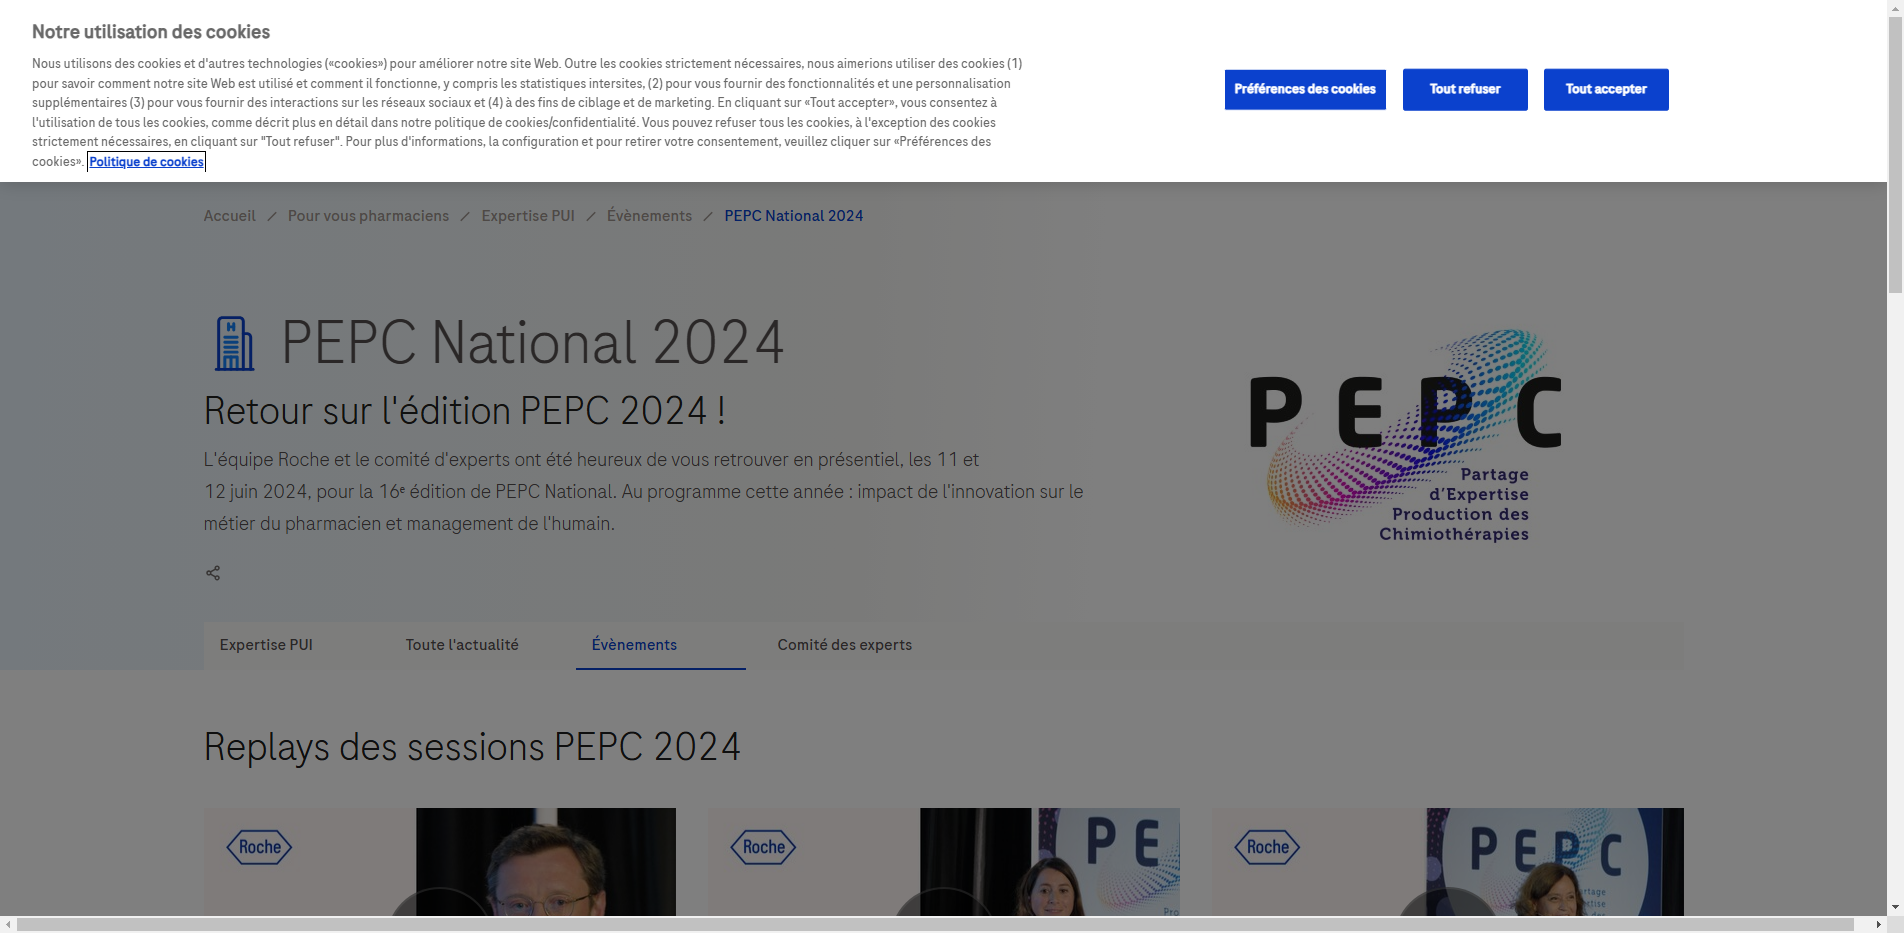 Notre utilisation des cookies
Nous utilisons des cookies et d'autres technologies («cookies») pour améliorer notre site Web. Outre les cookies strictement nécessaires, nous aimerions utiliser des cookies (1)
pour savoir comment notre site Web est utilisé et comment il fonctionne, y compris les statistiques intersites, (2) pour vous fournir des fonctionnalités et une personnalisation
supplémentaires (3) pour vous fournir des interactions sur les réseaux sociaux et (4) à des fins de ciblage et de marketing. En cliquant sur «Tout accepter», vous consentez à
l'utilisation de tous les cookies, comme décrit plus en détail dans notre politique de cookies/confidentialité. Vous pouvez refuser tous les cookies, à l'exception des cookies
strictement nécessaires, en cliquant sur "Tout refuser". Pour plus d'informations, la configuration et pour retirer votre consentement, veuillez cliquer sur «Préférences des
cookies». Politique de cookies
Préférences des cookies
Tout refuser
Tout accepter
Accueil / Pour vous pharmaciens / Expertise PUI / Évènements / PEPC National 2024
H
PEPC National 2024
Retour sur l'édition PEPC 2024 !
L'équipe Roche et le comité d'experts ont été heureux de vous retrouver en présentiel, les 11 et
12 juin 2024, pour la 16ᵉ édition de PEPC National. Au programme cette année : impact de l'innovation sur le
métier du pharmacien et management de l'humain.
PEPC
Partage
d'Expertise
Production des
Chimiothérapies
Expertise PUI
Toute l'actualité
Évènements
Comité des experts
Replays des sessions PEPC 2024
Roche
Roche
PE
Pro
Roche
PEPC